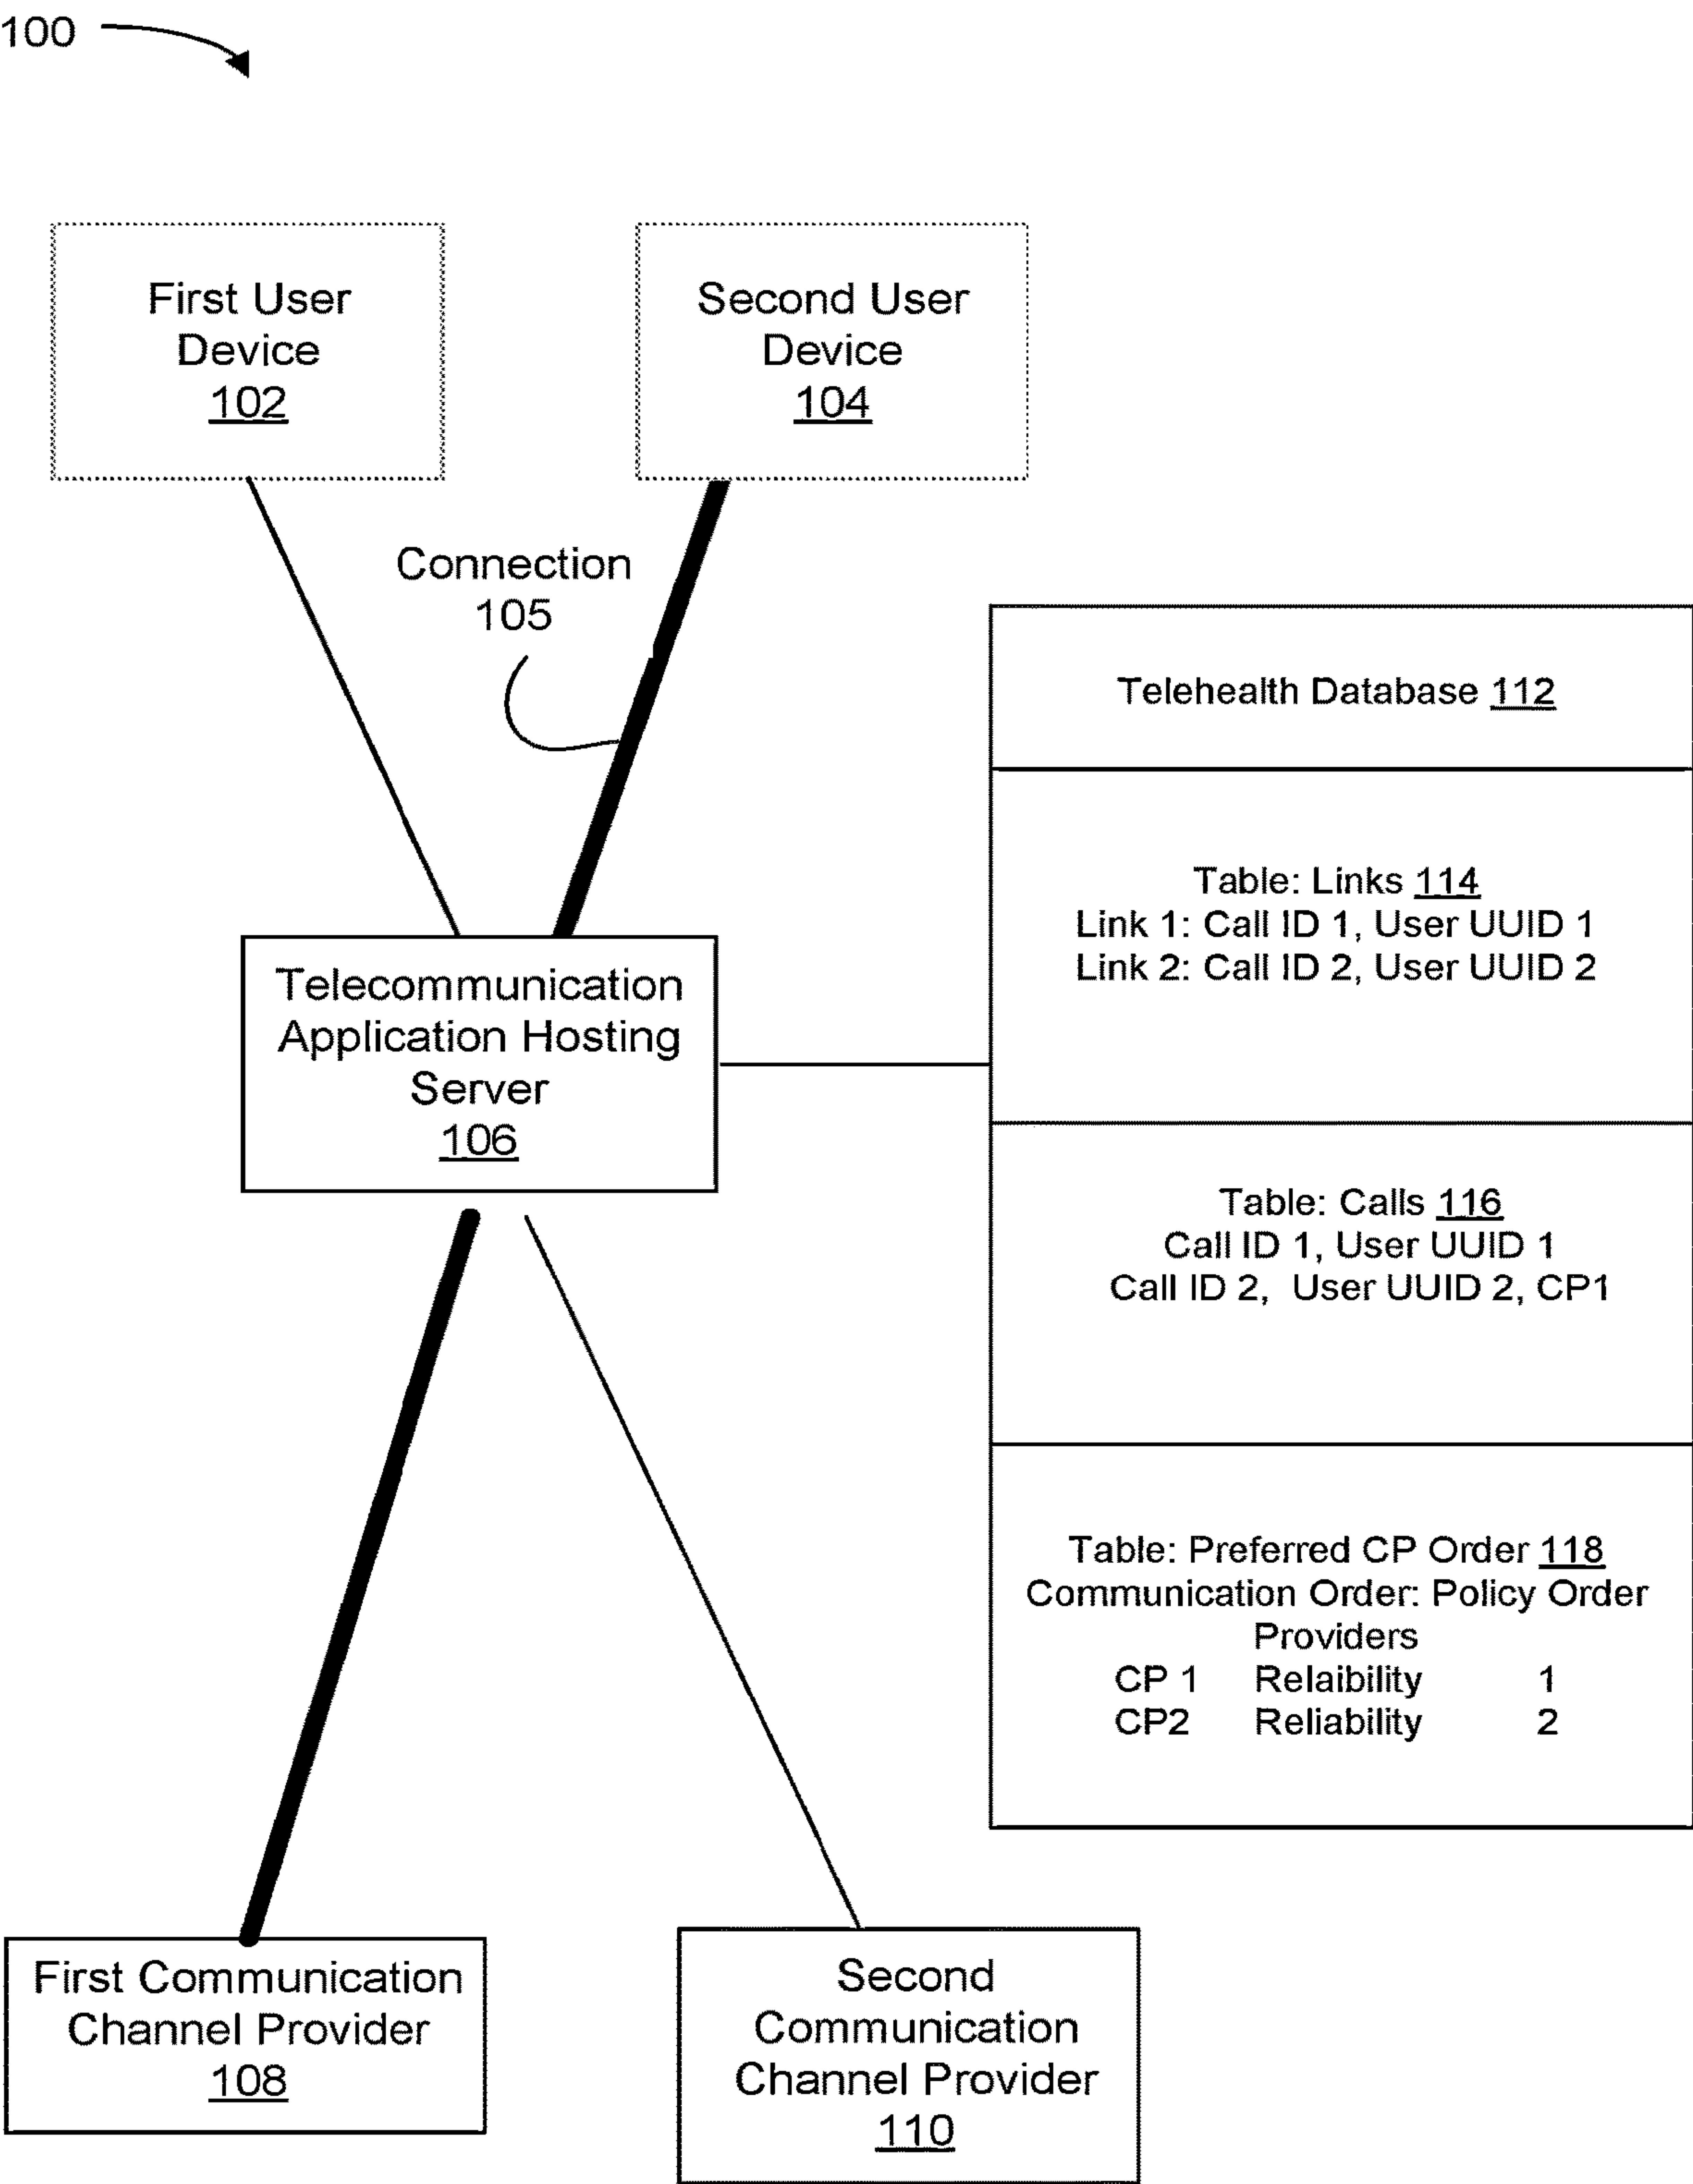 100
First User
Device
102
Second User
Device
104
Connection
105
Telecommunication
Application Hosting
Server
106
Telehealth Database 112
Table: Links 114
Link 1: Call ID 1, User UUID 1
Link 2: Call ID 2, User UUID 2
Table: Calls 116
Call ID 1, User UUID 1
Call ID 2, User UUID 2, CP1
Table: Preferred CP Order 118
Communication Order: Policy Order
Providers
CP 1 Relaibility 1
CP2 Reliability 2
First Communication
Channel Provider
108
Second
Communication
Channel Provider
110